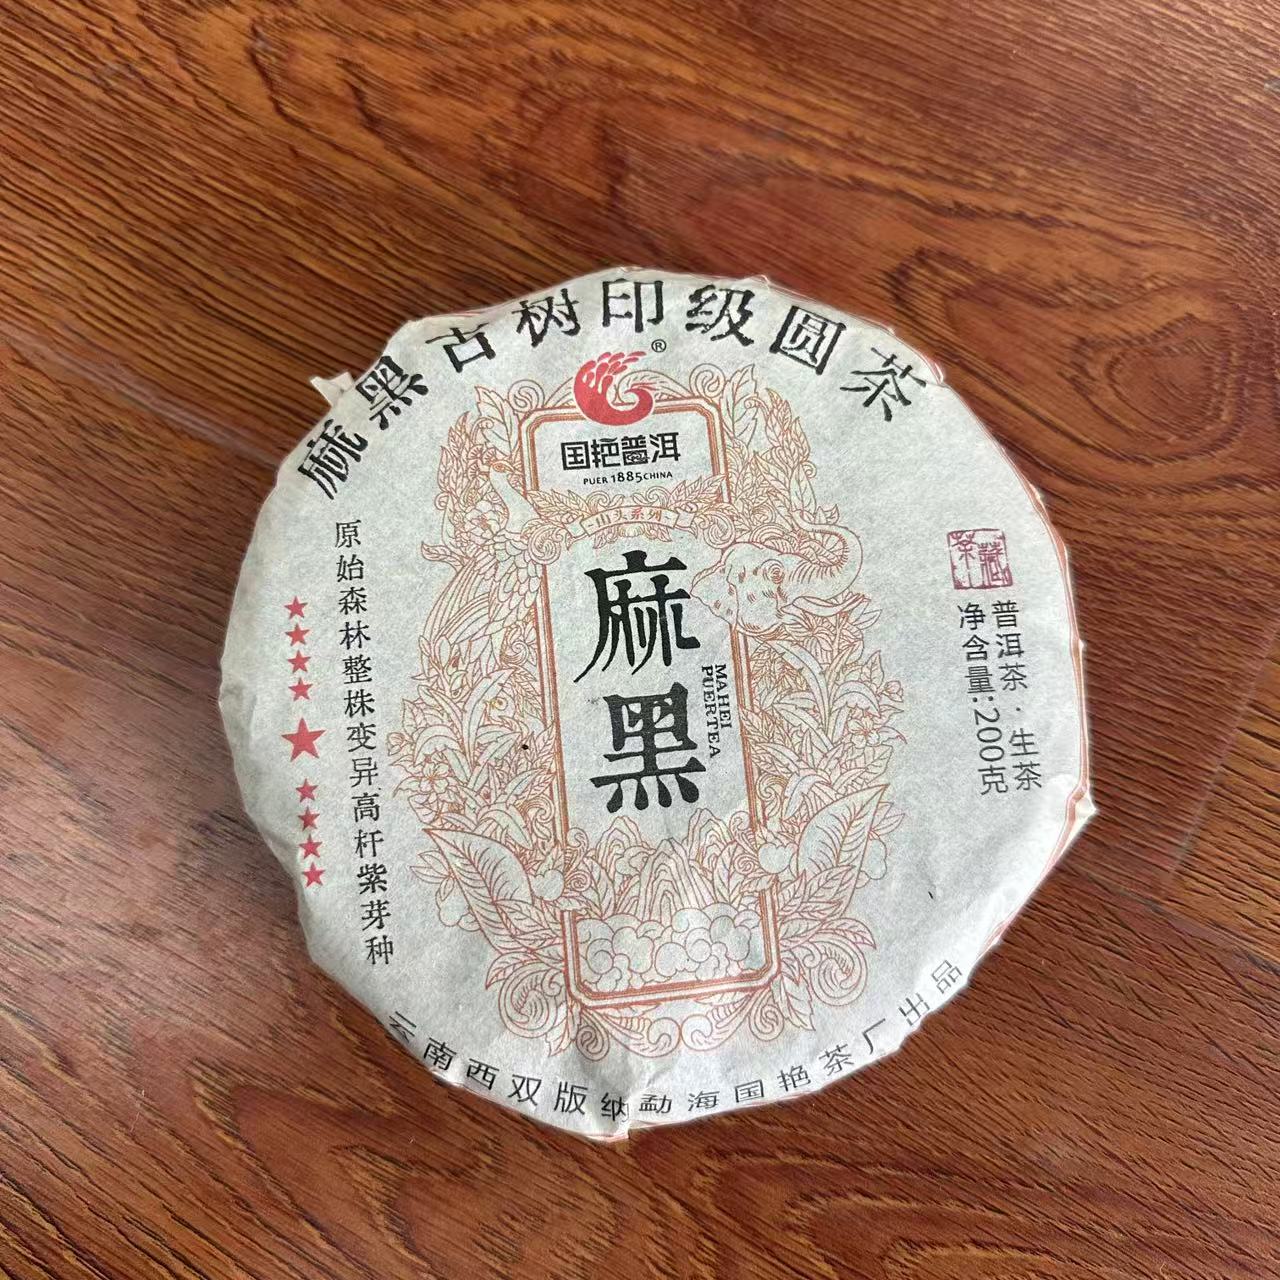 麻黑古树印级圆茶
国艳普洱
PUER 1885 CHINA
山头系列
麻黑
MAHEI
PUERTEA
原始森林整株变异高杆紫芽种
茶藏
普洱茶·生茶
净含量:200克
云南西双版纳勐海国艳茶厂出品